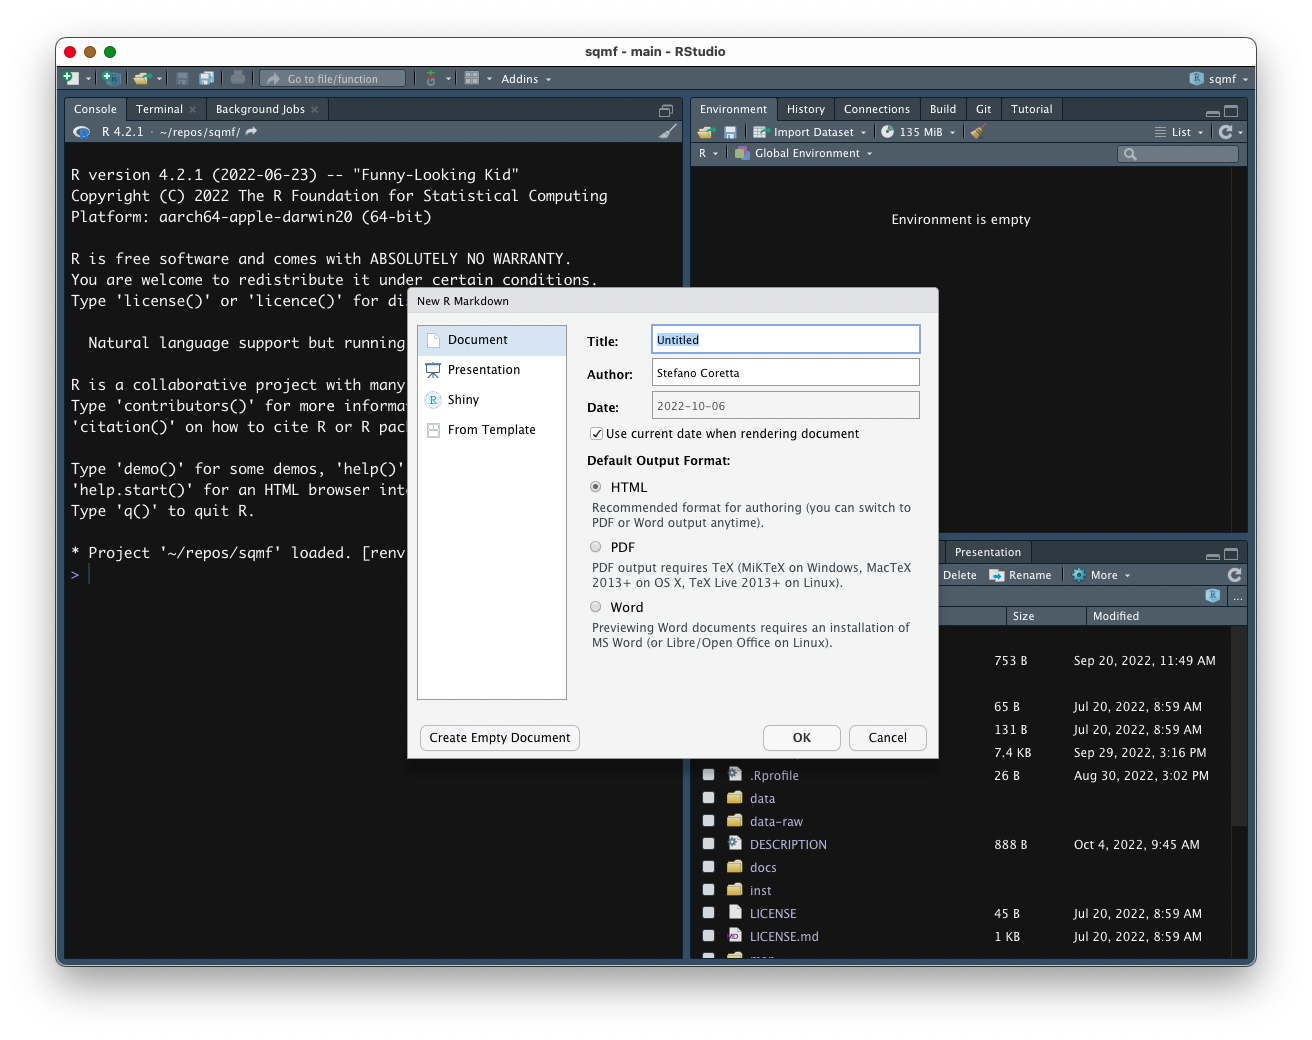 sqmf - main - RStudio
Go to file/function
Addins
sqmf
Console
Terminal
Background Jobs
R 4.2.1 · ~/repos/sqmf/
R version 4.2.1 (2022-06-23) -- "Funny-Looking Kid"
Copyright (C) 2022 The R Foundation for Statistical Computing
Platform: aarch64-apple-darwin20 (64-bit)
R is free software and comes with ABSOLUTELY NO WARRANTY.
You are welcome to redistribute it under certain conditions.
Type 'license()' or 'licence()' for di
Natural language support but running
R is a collaborative project with many
Type 'contributors()' for more informa
'citation()' on how to cite R or R pac
Type 'demo()' for some demos, 'help()'
'help.start()' for an HTML browser int
Type 'q()' to quit R.
* Project '~/repos/sqmf' loaded. [renv
>
Environment
History
Connections
Build
Git
Tutorial
Import Dataset
135 MiB
List
R
Global Environment
Environment is empty
New R Markdown
Document
Presentation
Shiny
From Template
Title:
Untitled
Author:
Stefano Coretta
Date:
2022-10-06
Use current date when rendering document
Default Output Format:
HTML
Recommended format for authoring (you can switch to
PDF or Word output anytime).
PDF
PDF output requires TeX (MiKTeX on Windows, MacTeX
2013+ on OS X, TeX Live 2013+ on Linux).
Word
Previewing Word documents requires an installation of
MS Word (or Libre/Open Office on Linux).
Create Empty Document
OK
Cancel
Presentation
Delete
Rename
More
...
Size
Modified
753 B Sep 20, 2022, 11:49 AM
65 B Jul 20, 2022, 8:59 AM
131 B Jul 20, 2022, 8:59 AM
7.4 KB Sep 29, 2022, 3:16 PM
.Rprofile 26 B Aug 30, 2022, 3:02 PM
data
data-raw
DESCRIPTION 888 B Oct 4, 2022, 9:45 AM
docs
inst
LICENSE 45 B Jul 20, 2022, 8:59 AM
LICENSE.md 1 KB Jul 20, 2022, 8:59 AM